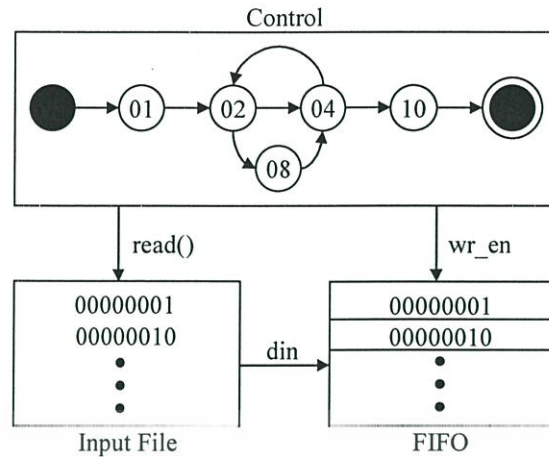 Control
01 02 04 10
08
read() wr_en
00000001 00000001
00000010 00000010
din
Input File FIFO